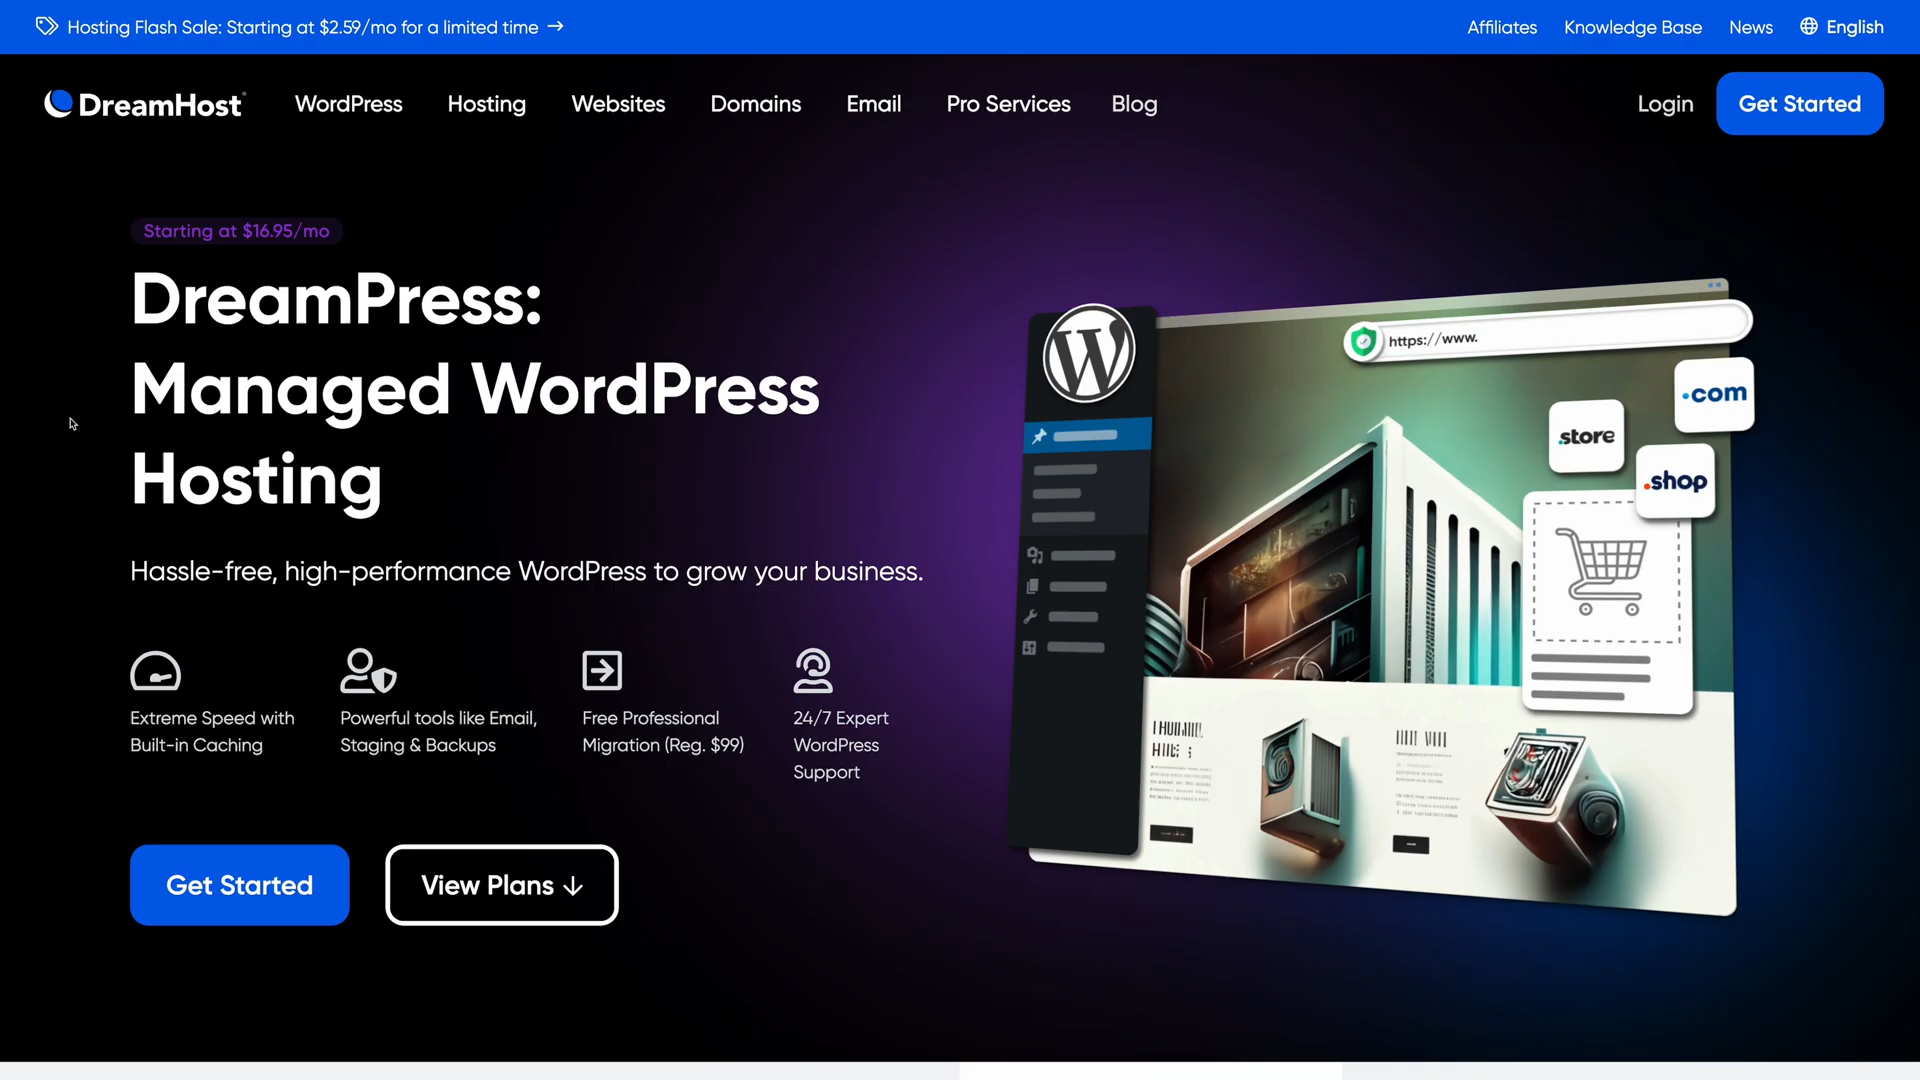 Hosting Flash Sale: Starting at $2.59/mo for a limited time →
Affiliates
Knowledge Base
News
English
DreamHost
WordPress
Hosting
Websites
Domains
Email
Pro Services
Blog
Login
Get Started
Starting at $16.95/mo
DreamPress:
Managed WordPress
Hosting
Hassle-free, high-performance WordPress to grow your business.
Extreme Speed with
Built-in Caching
Powerful tools like Email,
Staging & Backups
Free Professional
Migration (Reg. $99)
24/7 Expert
WordPress
Support
Get Started
View Plans ↓
https://www.
.com
.store
.shop